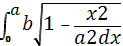 ∫₀ᵃ b√(1 − x2/a2dx)